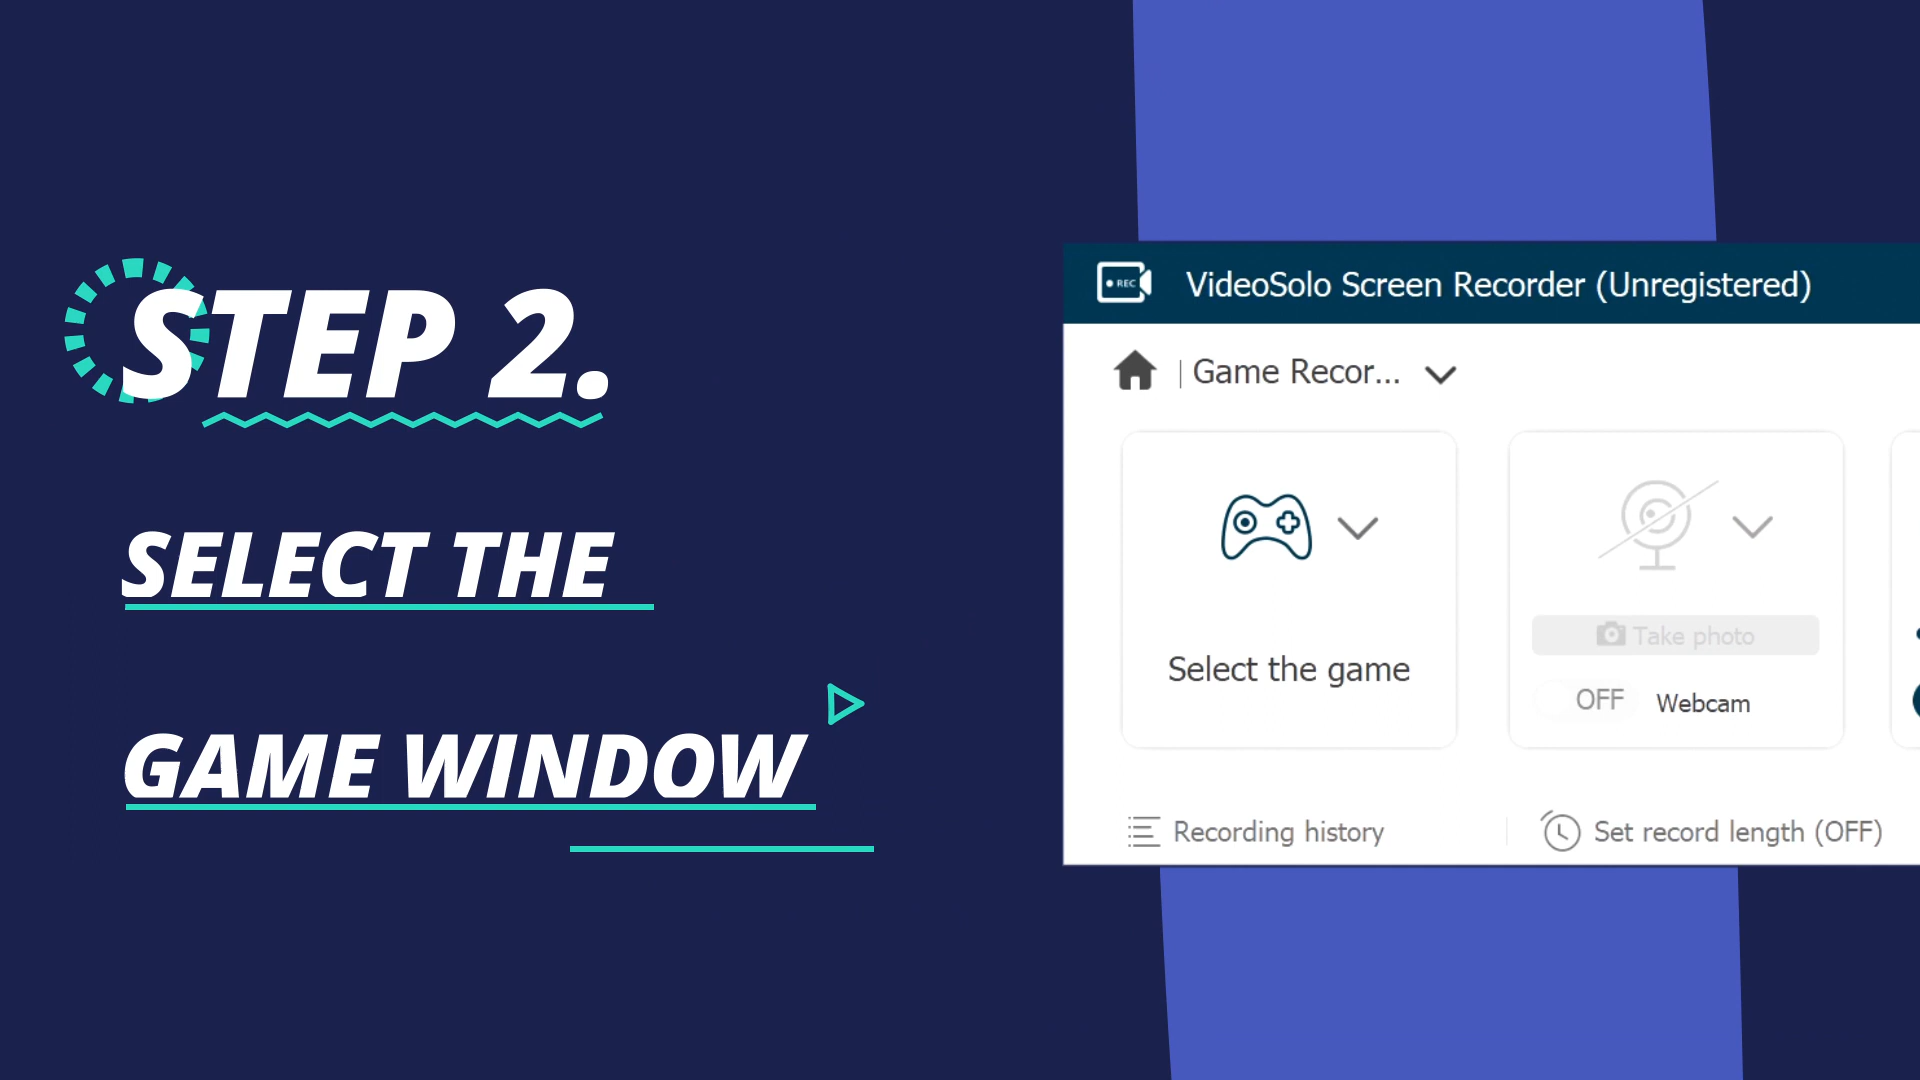 STEP 2.
SELECT THE
GAME WINDOW
REC
VideoSolo Screen Recorder (Unregistered)
Game Recor...
Select the game
Take photo
OFF
Webcam
Recording history
Set record length (OFF)